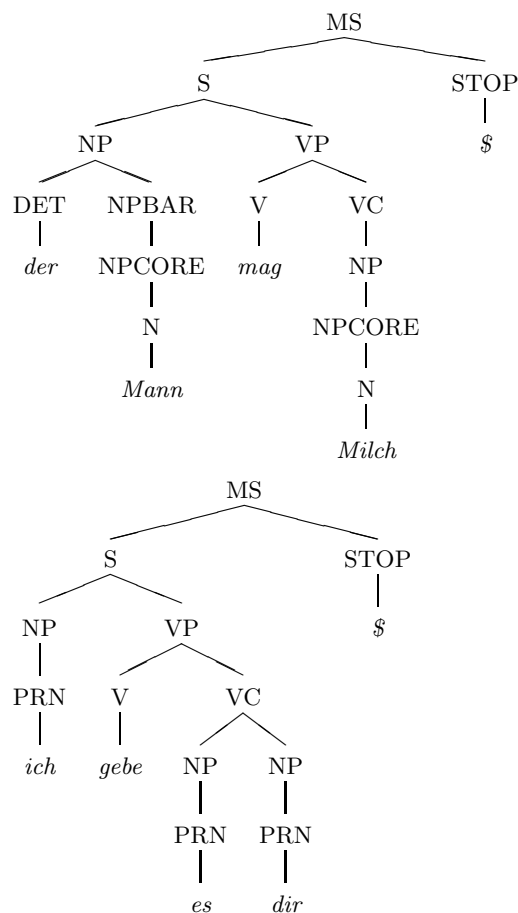 MS
S STOP
NP VP $
DET NPBAR V VC
der NPCORE mag NP
N NPCORE
Mann N
Milch
MS
S STOP
NP VP $
PRN V VC
ich gebe NP NP
PRN PRN
es dir